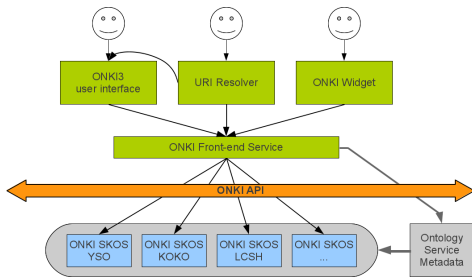 ONKI3
user interface
URI Resolver
ONKI Widget
ONKI Front-end Service
ONKI API
ONKI SKOS
YSO
ONKI SKOS
KOKO
ONKI SKOS
LCSH
ONKI SKOS
...
Ontology
Service
Metadata